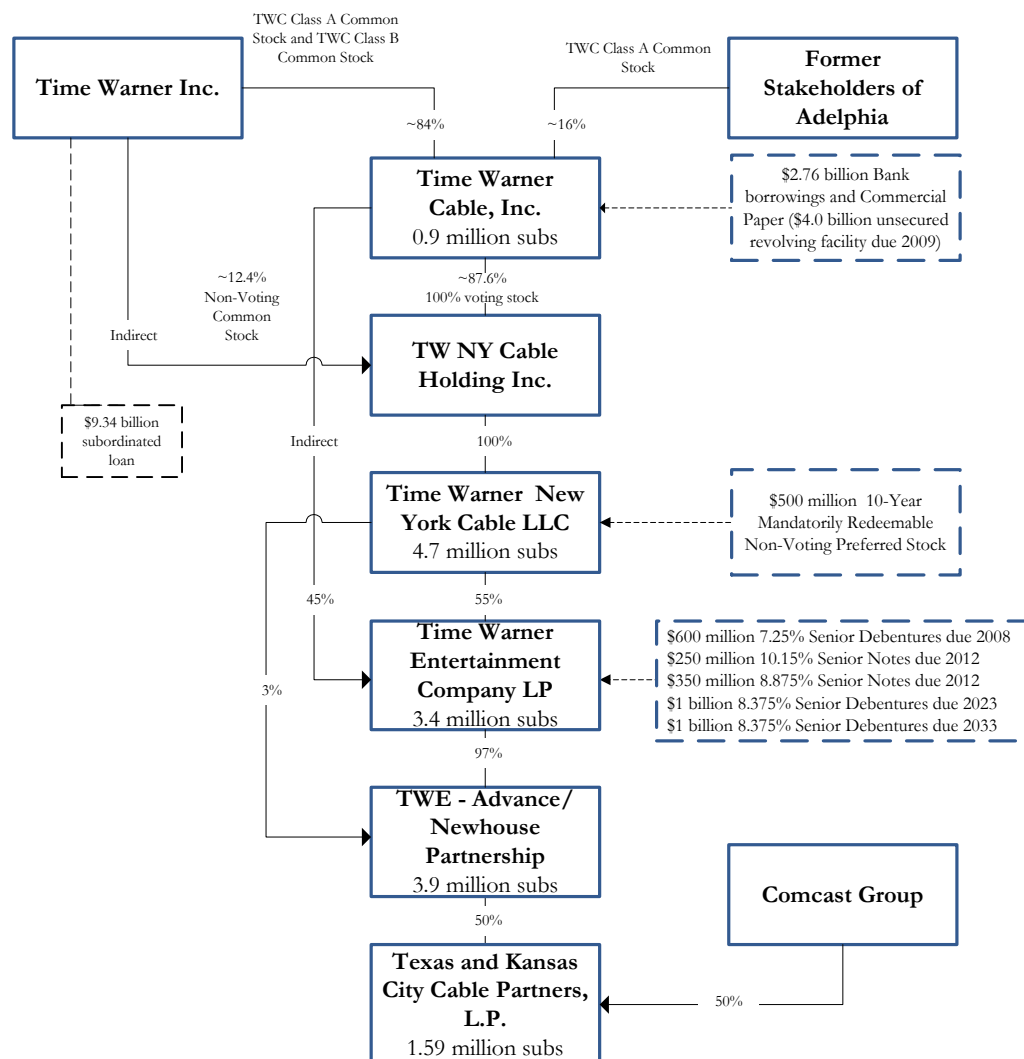 TWC Class A Common
Stock and TWC Class B
Common Stock
TWC Class A Common
Stock
Time Warner Inc.
Former
Stakeholders of
Adelphia
~84%
~16%
Time Warner
Cable, Inc.
0.9 million subs
$2.76 billion Bank
borrowings and Commercial
Paper ($4.0 billion unsecured
revolving facility due 2009)
~12.4%
Non-Voting
Common
Stock
~87.6%
100% voting stock
Indirect
TW NY Cable
Holding Inc.
$9.34 billion
subordinated
loan
Indirect
100%
Time Warner  New
York Cable LLC
4.7 million subs
$500 million  10-Year
Mandatorily Redeemable
Non-Voting Preferred Stock
45%
55%
Time Warner
Entertainment
Company LP
3.4 million subs
$600 million 7.25% Senior Debentures due 2008
$250 million 10.15% Senior Notes due 2012
$350 million 8.875% Senior Notes due 2012
$1 billion 8.375% Senior Debentures due 2023
$1 billion 8.375% Senior Debentures due 2033
3%
97%
TWE - Advance/
Newhouse
Partnership
3.9 million subs
Comcast Group
50%
Texas and Kansas
City Cable Partners,
L.P.
1.59 million subs
50%